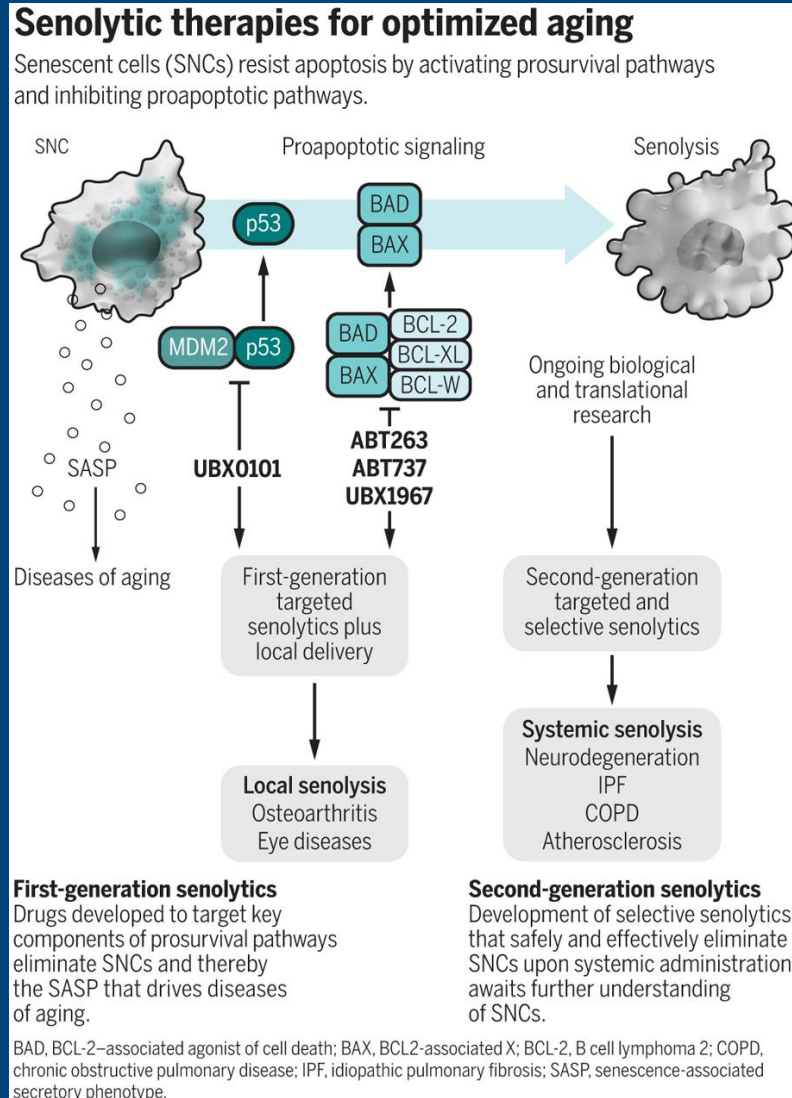 Senolytic therapies for optimized aging
Senescent cells (SNCs) resist apoptosis by activating prosurvival pathways
and inhibiting proapoptotic pathways.
SNC
Proapoptotic signaling
Senolysis
p53
BAD
BAX
MDM2
p53
BAD
BAX
BCL-2
BCL-XL
BCL-W
SASP
UBX0101
ABT263
ABT737
UBX1967
Ongoing biological
and translational
research
Diseases of aging
First-generation
targeted
senolytics plus
local delivery
Second-generation
targeted and
selective senolytics
Local senolysis
Osteoarthritis
Eye diseases
Systemic senolysis
Neurodegeneration
IPF
COPD
Atherosclerosis
First-generation senolytics
Drugs developed to target key
components of prosurvival pathways
eliminate SNCs and thereby
the SASP that drives diseases
of aging.
Second-generation senolytics
Development of selective senolytics
that safely and effectively eliminate
SNCs upon systemic administration
awaits further understanding
of SNCs.
BAD, BCL-2–associated agonist of cell death; BAX, BCL2-associated X; BCL-2, B cell lymphoma 2; COPD,
chronic obstructive pulmonary disease; IPF, idiopathic pulmonary fibrosis; SASP, senescence-associated
secretory phenotype.